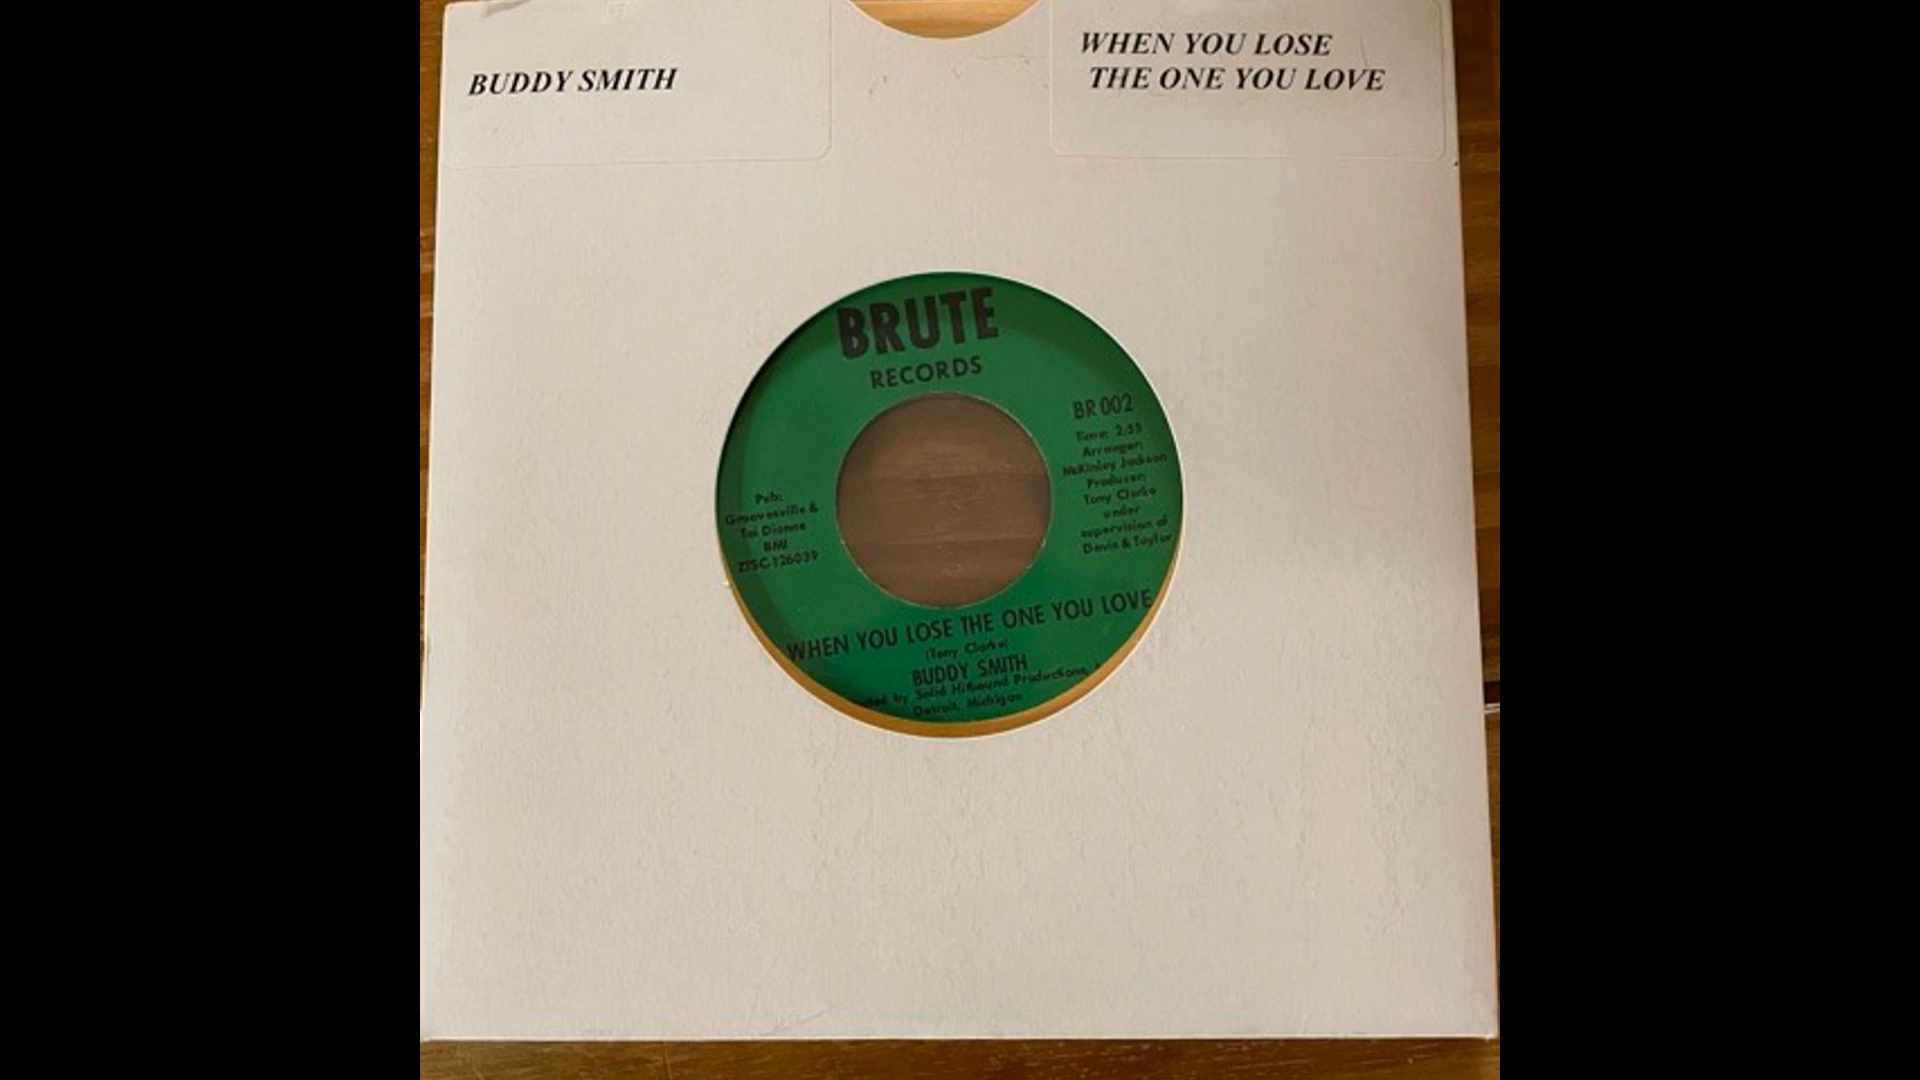 BUDDY SMITH
WHEN YOU LOSE
THE ONE YOU LOVE
BRUTE
RECORDS
BR 002
Time: 2:55
Arranger:
McKinley Jackson
Producer:
Tony Clarke
under
supervision of
Davis & Taylor
Pub:
Groovesville &
Toi Dianne
BMI
ZTSC-126039
WHEN YOU LOSE THE ONE YOU LOVE
(Tony Clarke)
BUDDY SMITH
by Solid Hitbound Productions,
Detroit, Michigan